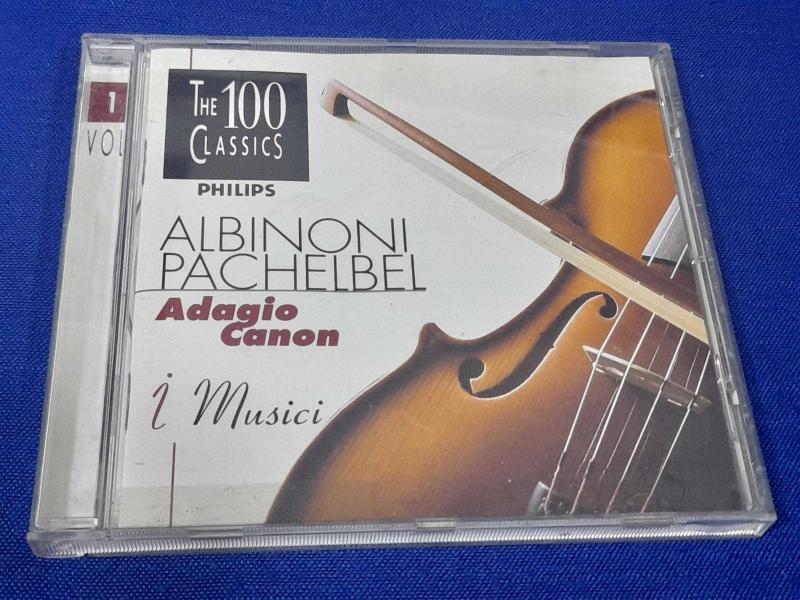 THE 100
CLASSICS
PHILIPS
1
VOL
ALBINONI
PACHELBEL
Adagio
Canon
i Musici